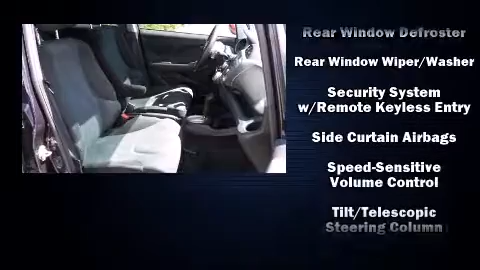 Rear Window Defroster
Rear Window Wiper/Washer
Security System
w/Remote Keyless Entry
Side Curtain Airbags
Speed-Sensitive
Volume Control
Tilt/Telescopic
Steering Column